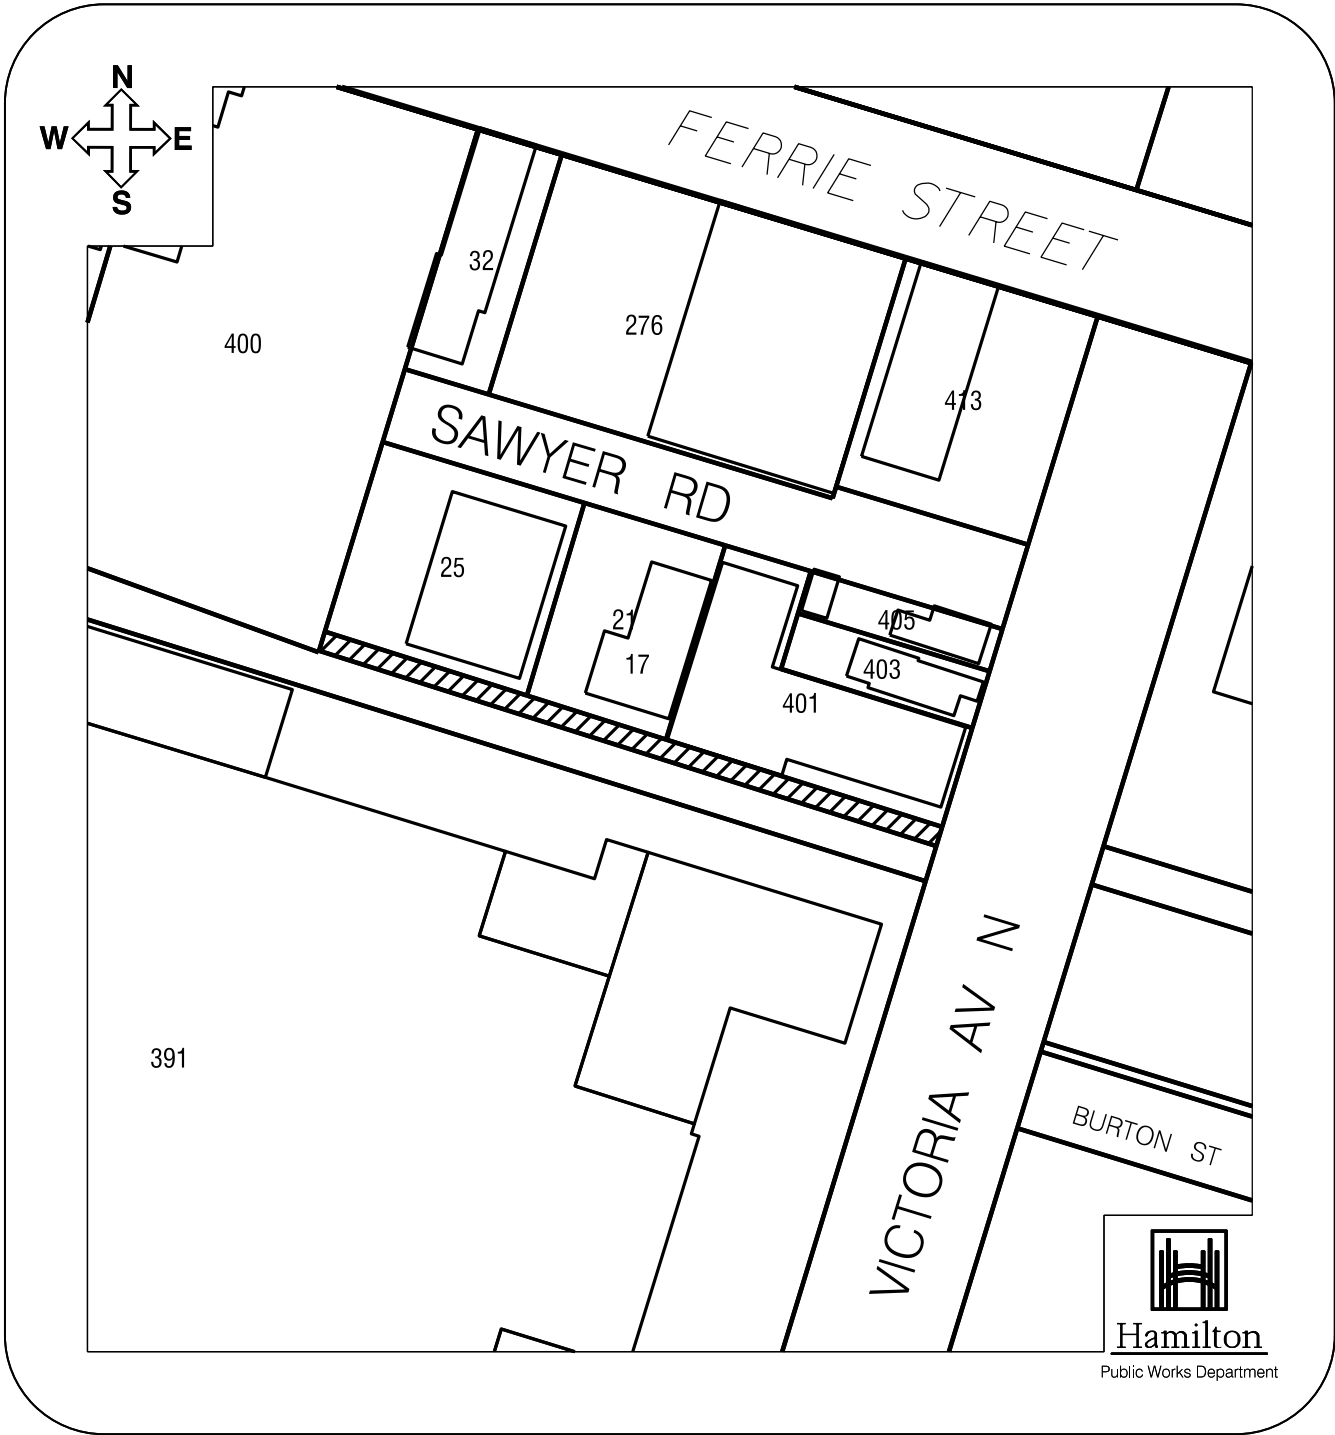 N
W E
S
FERRIE STREET
32
276
400
413
SAWYER RD
25
21
405
17
403
401
VICTORIA AV N
391
BURTON ST
Hamilton
Public Works Department